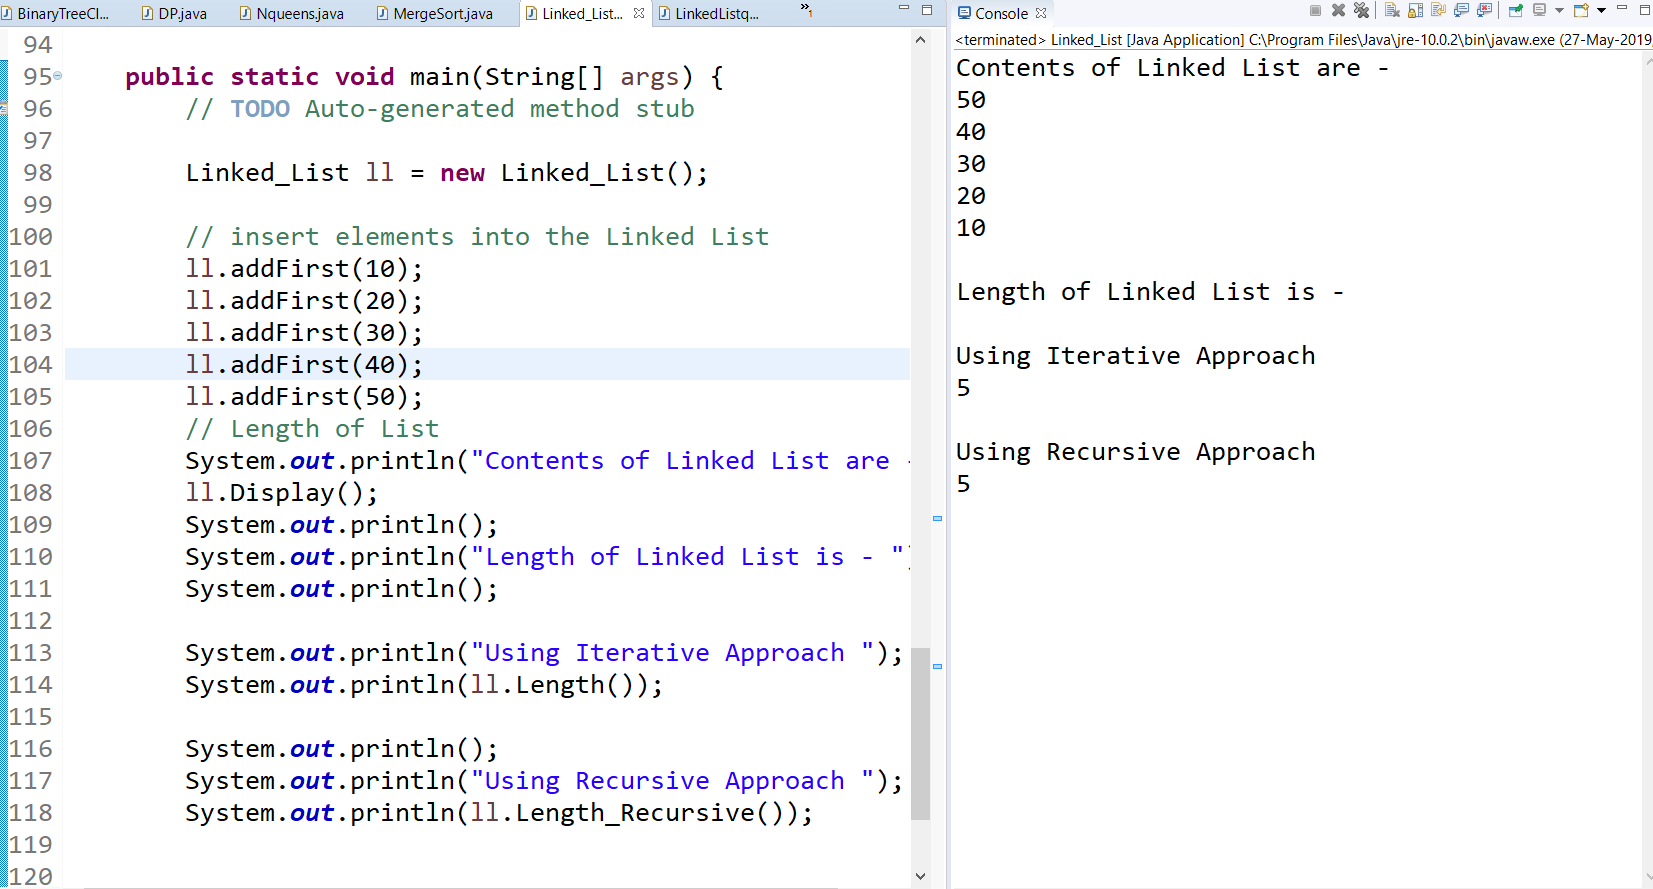 BinaryTreeCl... DP.java Nqueens.java MergeSort.java Linked_List... LinkedListq... »1
94
95 public static void main(String[] args) {
96 // TODO Auto-generated method stub
97
98 Linked_List ll = new Linked_List();
99
100 // insert elements into the Linked List
101 ll.addFirst(10);
102 ll.addFirst(20);
103 ll.addFirst(30);
104 ll.addFirst(40);
105 ll.addFirst(50);
106 // Length of List
107 System.out.println("Contents of Linked List are -
108 ll.Display();
109 System.out.println();
110 System.out.println("Length of Linked List is - ")
111 System.out.println();
112
113 System.out.println("Using Iterative Approach ");
114 System.out.println(ll.Length());
115
116 System.out.println();
117 System.out.println("Using Recursive Approach ");
118 System.out.println(ll.Length_Recursive());
119
120
Console
<terminated> Linked_List [Java Application] C:\Program Files\Java\jre-10.0.2\bin\javaw.exe (27-May-2019,
Contents of Linked List are -
50
40
30
20
10
Length of Linked List is -
Using Iterative Approach
5
Using Recursive Approach
5